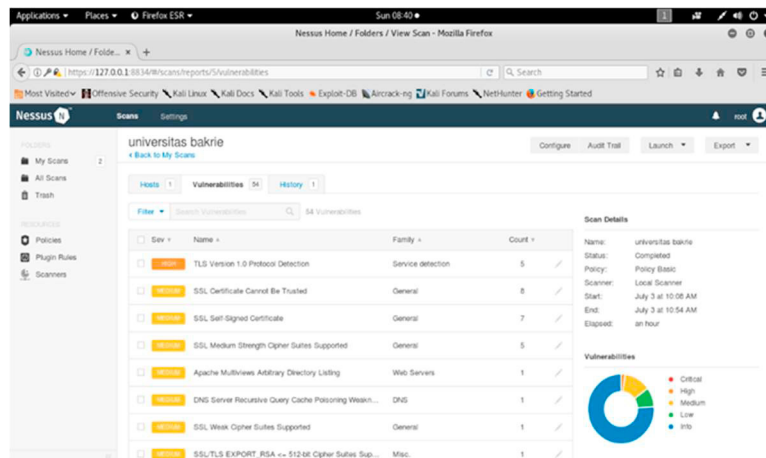 Applications Places Firefox ESR Sun 08:40 1
Nessus Home / Folders / View Scan - Mozilla Firefox
Nessus Home / Folde... × +
https://127.0.0.1:8834/#/scans/reports/5/vulnerabilities Search
Most Visited Offensive Security Kali Linux Kali Docs Kali Tools Exploit-DB Aircrack-ng Kali Forums NetHunter Getting Started
Nessus N Scans Settings root
FOLDERS
My Scans 2
All Scans
Trash
RESOURCES
Policies
Plugin Rules
Scanners
universitas bakrie
< Back to My Scans
Configure Audit Trail Launch Export
Hosts 1 Vulnerabilities 54 History 1
Filter Search Vulnerabilities 54 Vulnerabilities
Sev Name Family Count
HIGH TLS Version 1.0 Protocol Detection Service detection 5
MEDIUM SSL Certificate Cannot Be Trusted General 8
MEDIUM SSL Self-Signed Certificate General 7
MEDIUM SSL Medium Strength Cipher Suites Supported General 5
MEDIUM Apache Multiviews Arbitrary Directory Listing Web Servers 1
MEDIUM DNS Server Recursive Query Cache Poisoning Weakn... DNS 1
MEDIUM SSL Weak Cipher Suites Supported General 1
MEDIUM SSL/TLS EXPORT_RSA <= 512-bit Cipher Suites Sup... Misc. 1
Scan Details
Name: universitas bakrie
Status: Completed
Policy: Policy Basic
Scanner: Local Scanner
Start: July 3 at 10:08 AM
End: July 3 at 10:54 AM
Elapsed: an hour
Vulnerabilities
Critical
High
Medium
Low
Info